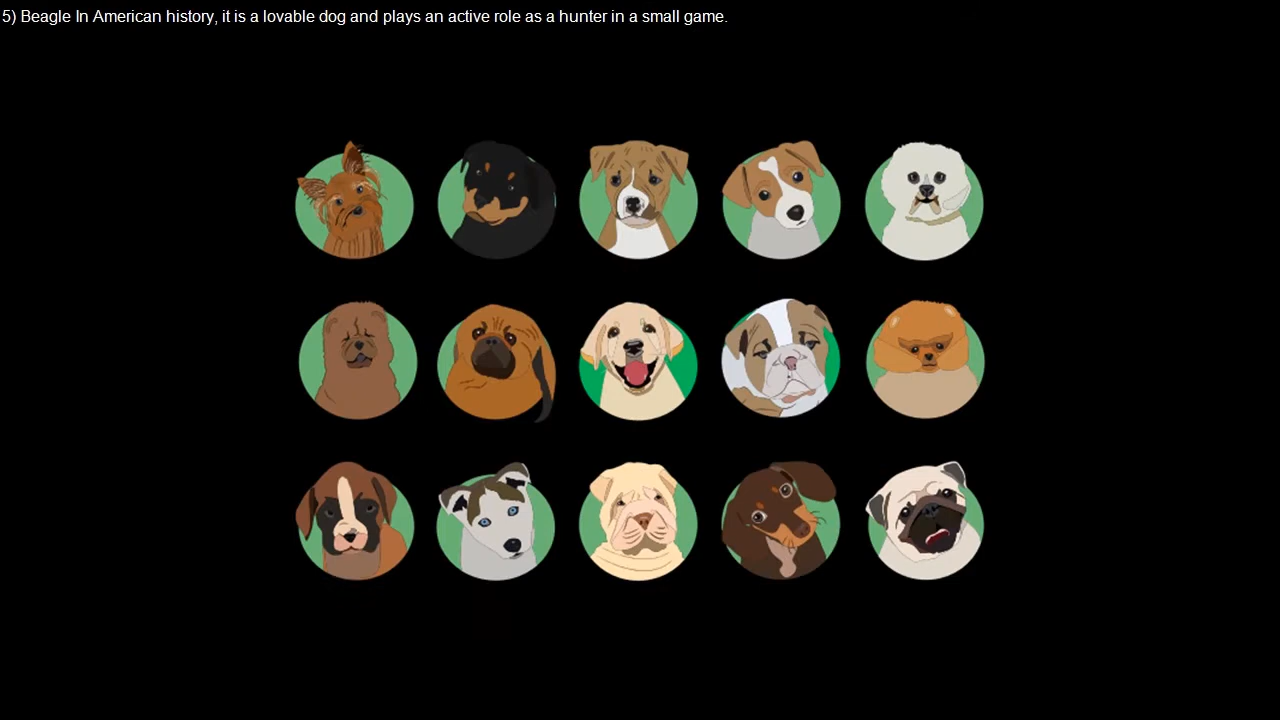 5) Beagle In American history, it is a lovable dog and plays an active role as a hunter in a small game.